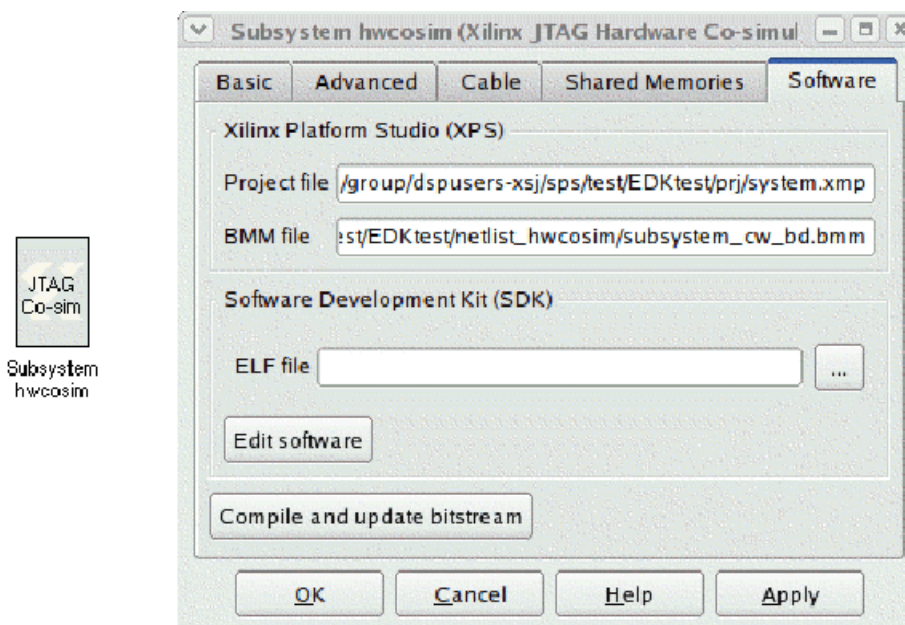 Subsystem hwcosim (Xilinx JTAG Hardware Co-simul
Basic Advanced Cable Shared Memories Software
Xilinx Platform Studio (XPS)
Project file /group/dspusers-xsj/sps/test/EDKtest/prj/system.xmp
BMM file est/EDKtest/netlist_hwcosim/subsystem_cw_bd.bmm
Software Development Kit (SDK)
ELF file
...
Edit software
Compile and update bitstream
OK Cancel Help Apply
JTAG
Co-sim
Subsystem
hwcosim